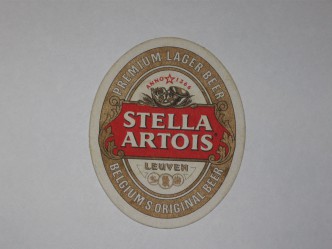 PREMIUM LAGER BEER
ANNO 1366
STELLA
ARTOIS
LEUVEN
BELGIUM,S ORIGINAL BEER